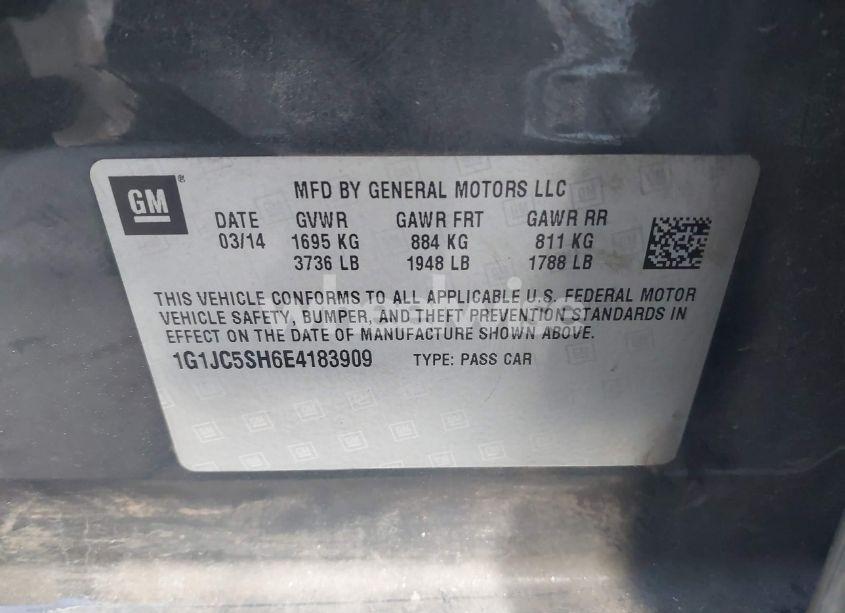 GM ®
MFD BY GENERAL MOTORS LLC
DATE GVWR GAWR FRT GAWR RR
03/14 1695 KG 884 KG 811 KG
3736 LB 1948 LB 1788 LB
THIS VEHICLE CONFORMS TO ALL APPLICABLE U.S. FEDERAL MOTOR
VEHICLE SAFETY, BUMPER, AND THEFT PREVENTION STANDARDS IN
EFFECT ON THE DATE OF MANUFACTURE SHOWN ABOVE.
1G1JC5SH6E4183909 TYPE: PASS CAR